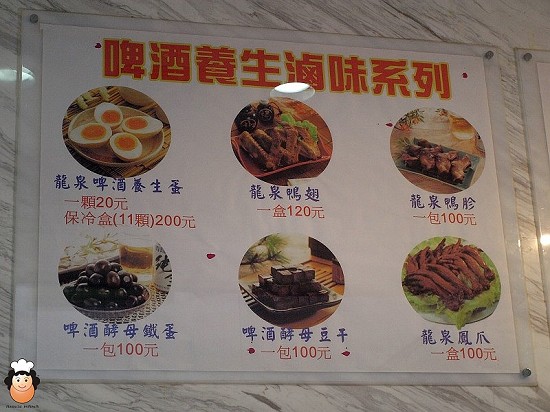 啤酒養生滷味系列
龍泉啤酒養生蛋
一顆20元
保冷盒(11顆)200元
龍泉鴨翅
一盒120元
龍泉鴨胗
一包100元
啤酒酵母鐵蛋
一包100元
啤酒酵母豆干
一包100元
龍泉鳳爪
一盒100元